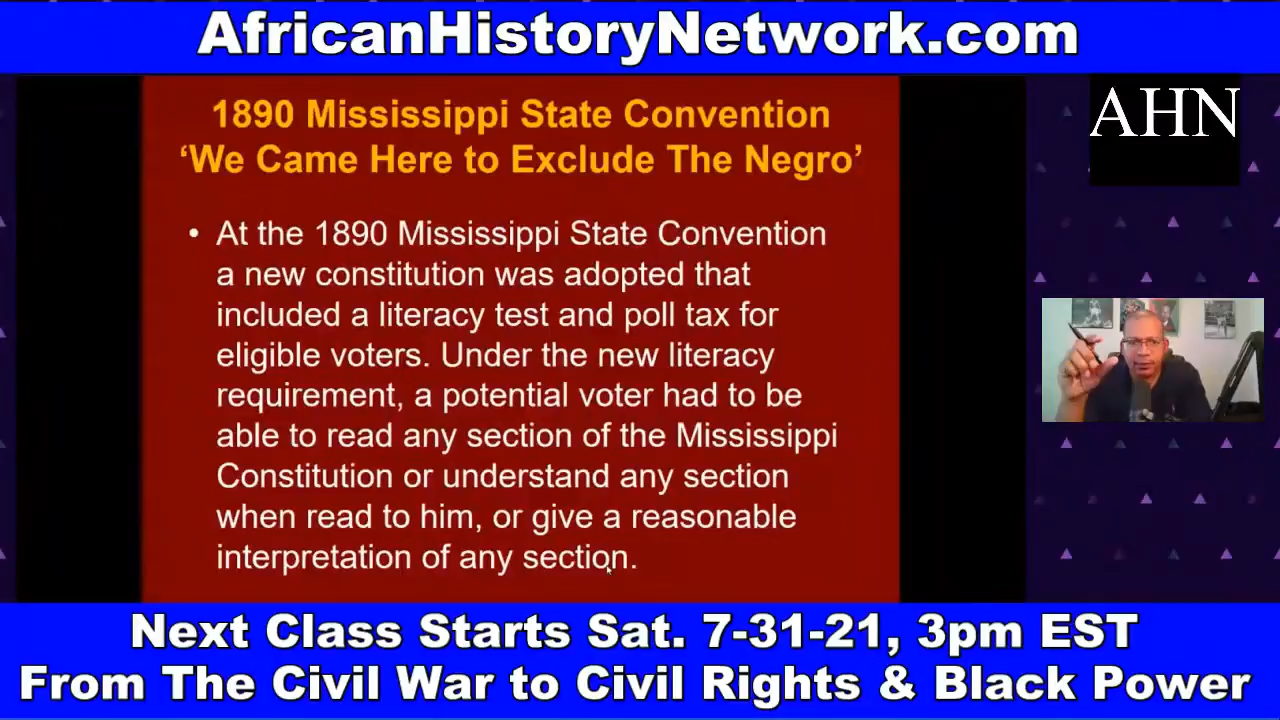 AfricanHistoryNetwork.com
AHN
1890 Mississippi State Convention
‘We Came Here to Exclude The Negro’
• At the 1890 Mississippi State Convention
a new constitution was adopted that
included a literacy test and poll tax for
eligible voters. Under the new literacy
requirement, a potential voter had to be
able to read any section of the Mississippi
Constitution or understand any section
when read to him, or give a reasonable
interpretation of any section.
Next Class Starts Sat. 7-31-21, 3pm EST
From The Civil War to Civil Rights & Black Power